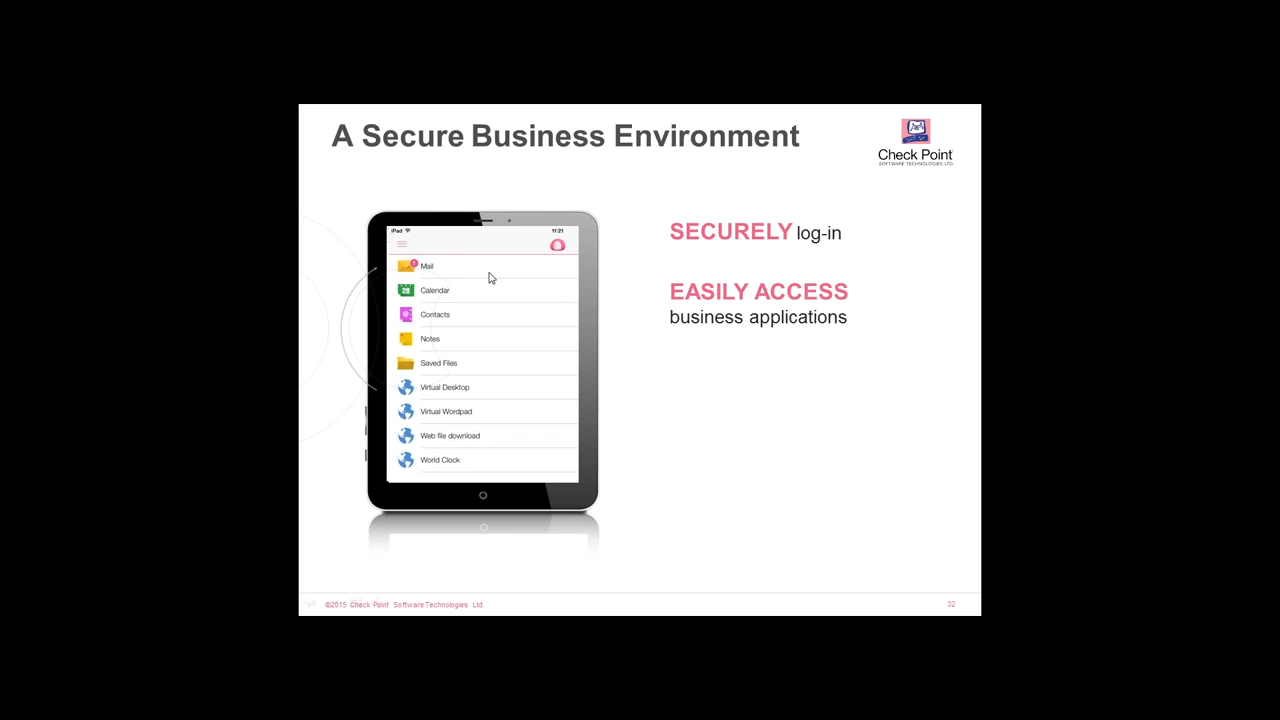 A Secure Business Environment
Check Point
SOFTWARE TECHNOLOGIES LTD.
iPad
11:21
1
Mail
28
Calendar
Contacts
Notes
Saved Files
Virtual Desktop
Virtual Wordpad
Web file download
World Clock
SECURELY log-in
EASILY ACCESS
business applications
©2015 Check Point Software Technologies Ltd.
32